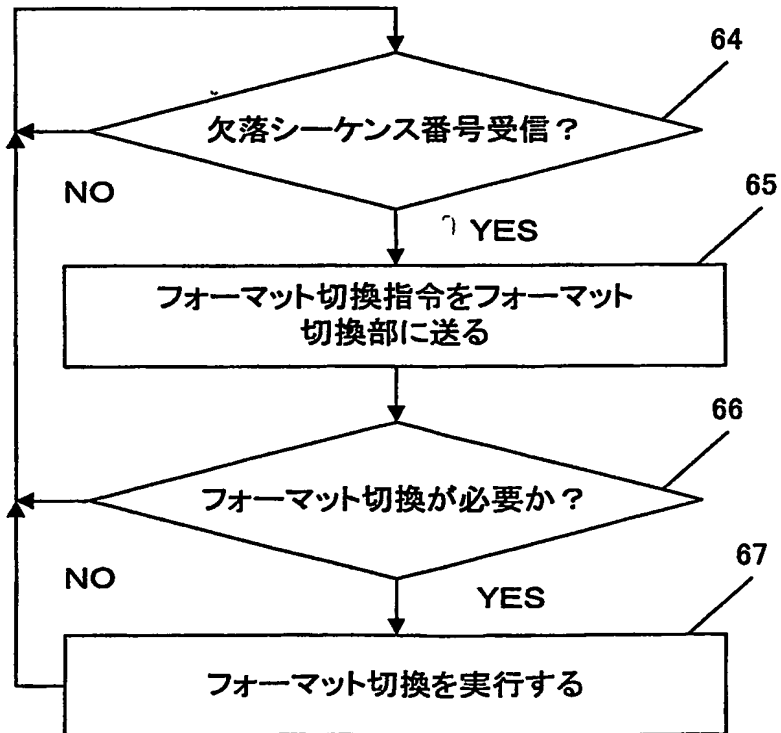 64
欠落シーケンス番号受信？
NO
YES
65
フォーマット切換指令をフォーマット
切換部に送る
66
フォーマット切換が必要か？
NO
YES
67
フォーマット切換を実行する